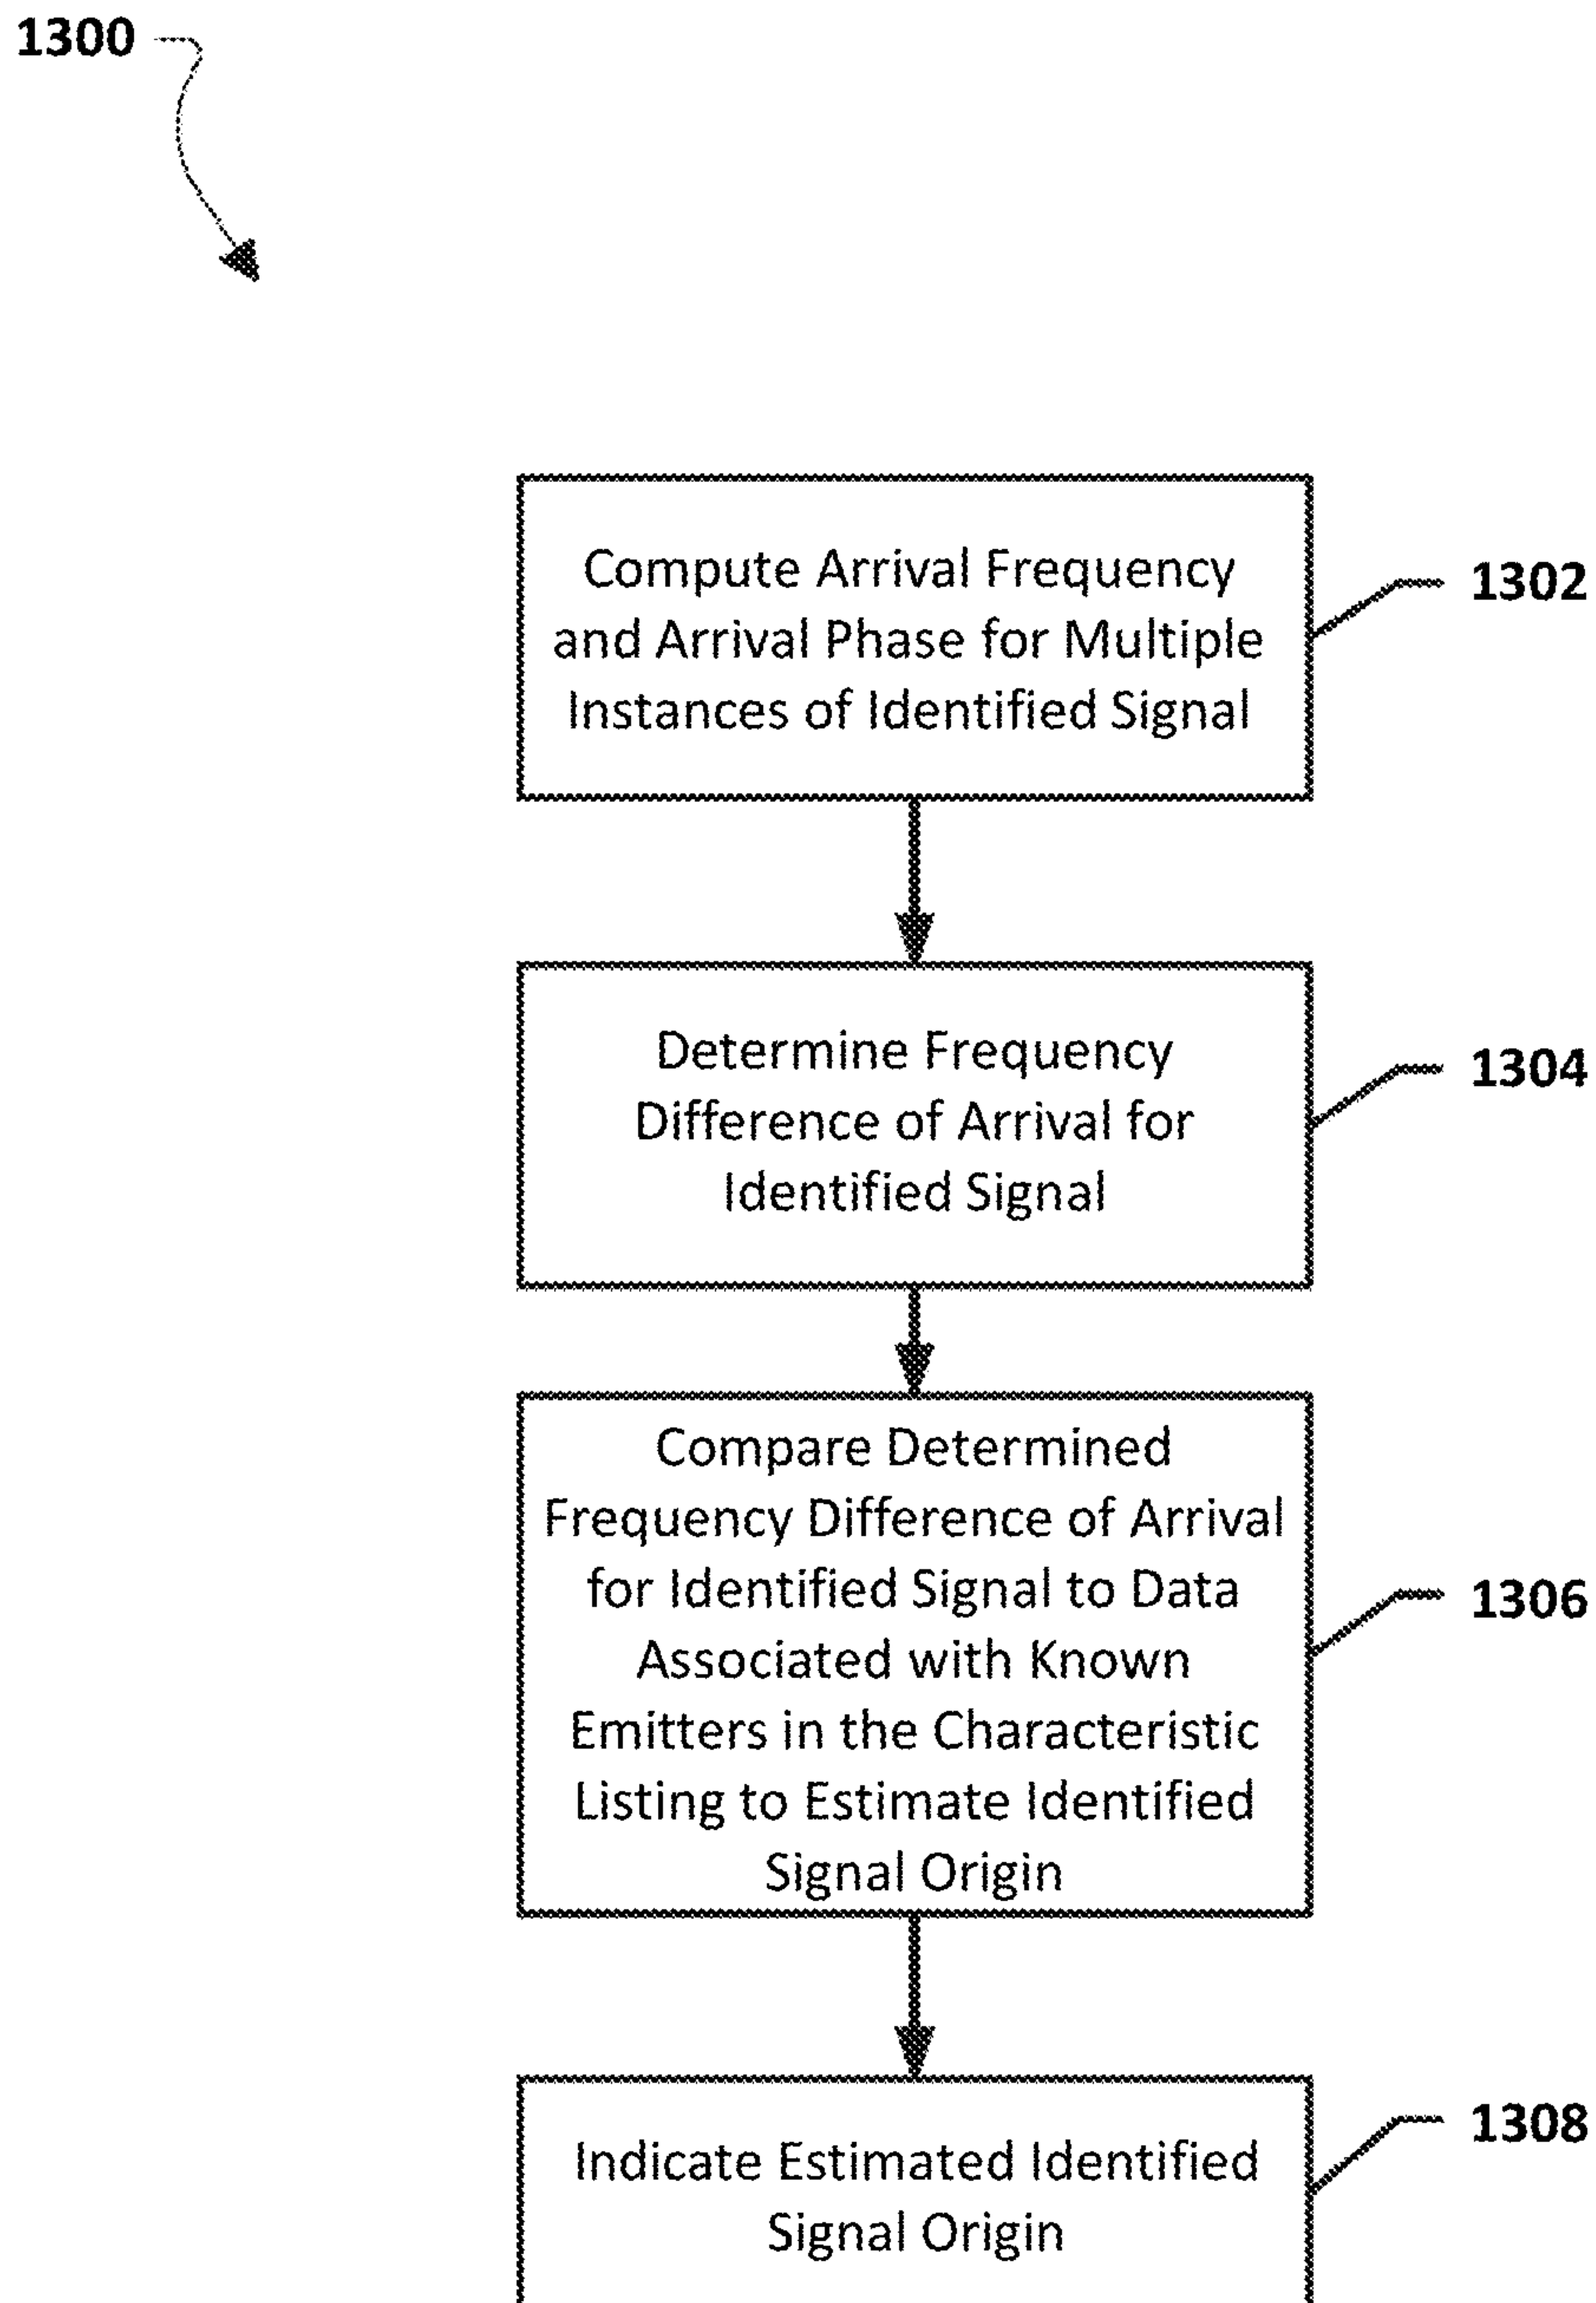 1300
Compute Arrival Frequency
and Arrival Phase for Multiple
Instances of Identified Signal
1302
Determine Frequency
Difference of Arrival for
Identified Signal
1304
Compare Determined
Frequency Difference of Arrival
for Identified Signal to Data
Associated with Known
Emitters in the Characteristic
Listing to Estimate Identified
Signal Origin
1306
Indicate Estimated Identified
Signal Origin
1308